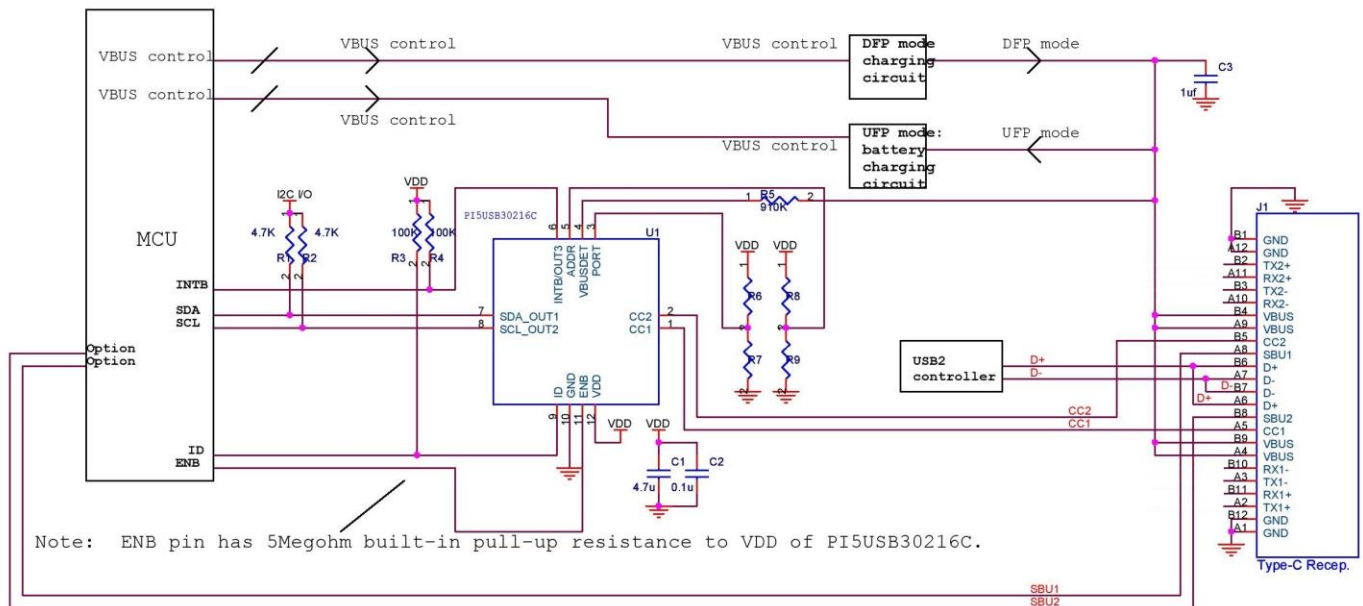 VBUS control
VBUS control
VBUS control
VBUS control
VBUS control
DFP mode
charging
circuit
DFP mode
C3
1uf
VBUS control
UFP mode:
battery
charging
circuit
UFP mode
MCU
I2C I/O
4.7K
4.7K
R1
R2
VDD
100K
100K
R3
R4
PI5USB30216C
U1
6
5
4
3
INTB/OUT3
ADDR
VBUSDET
PORT
1
R5
2
910K
INTB
SDA
SCL
7
8
SDA_OUT1
SCL_OUT2
CC2
CC1
2
1
ID
GND
ENB
VDD
9
10
11
12
VDD
VDD
VDD
1
1
R6
R8
2
2
R7
R9
2
2
VDD
C1
C2
4.7u
0.1u
Option
Option
ID
ENB
USB2
controller
D+
D-
D-
D+
CC2
CC1
J1
B1 GND
A12 GND
B2 TX2+
A11 RX2+
B3 TX2-
A10 RX2-
B4 VBUS
A9 VBUS
B5 CC2
A8 SBU1
B6 D+
A7 D-
B7 D-
A6 D+
B8 SBU2
A5 CC1
B9 VBUS
A4 VBUS
B10 RX1-
A3 TX1-
B11 RX1+
A2 TX1+
B12 GND
A1 GND
Type-C Recep.
Note: ENB pin has 5Megohm built-in pull-up resistance to VDD of PI5USB30216C.
SBU1
SBU2